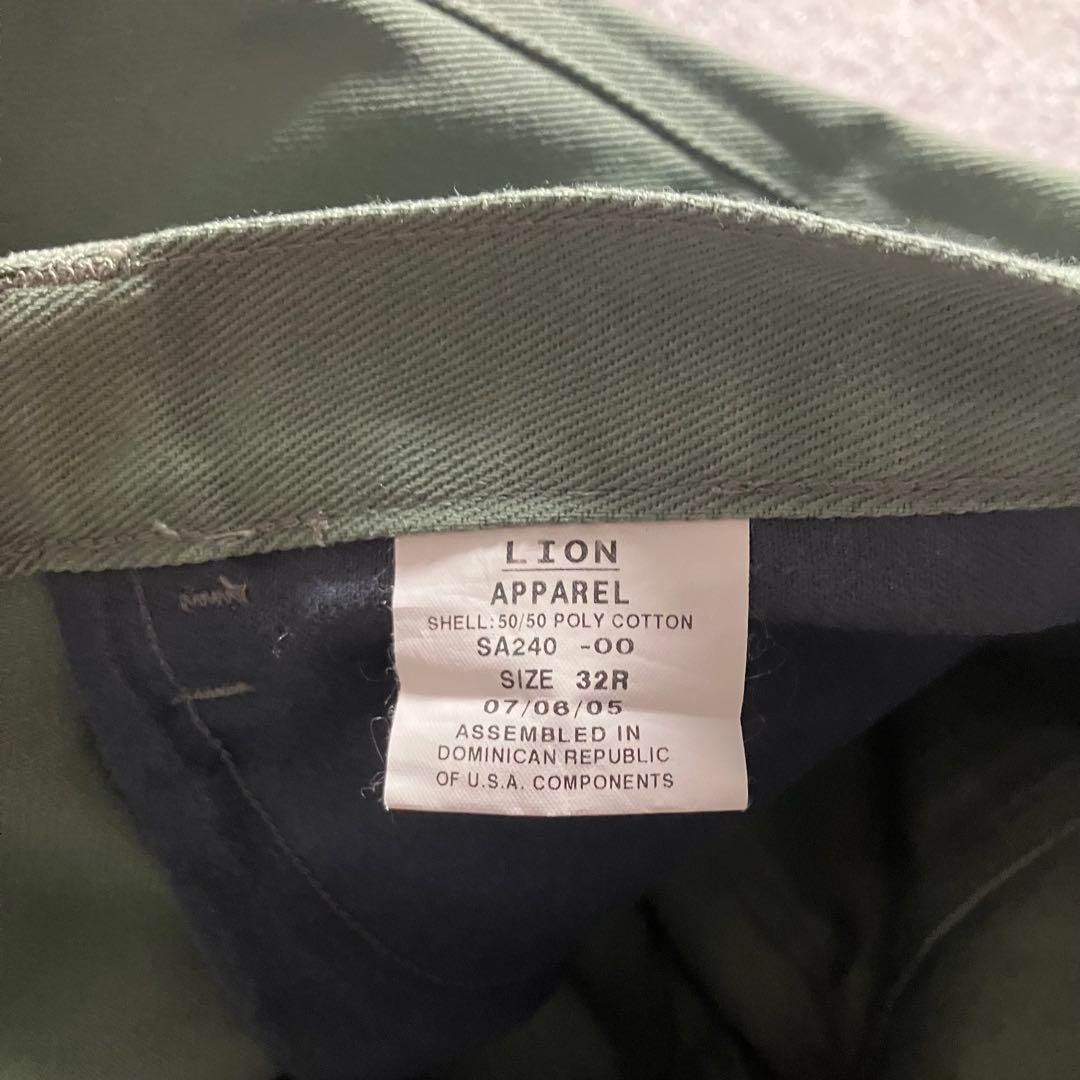 LION
APPAREL
SHELL: 50/50 POLY COTTON
SA240 -00
SIZE 32R
07/06/05
ASSEMBLED IN
DOMINICAN REPUBLIC
OF U.S.A. COMPONENTS